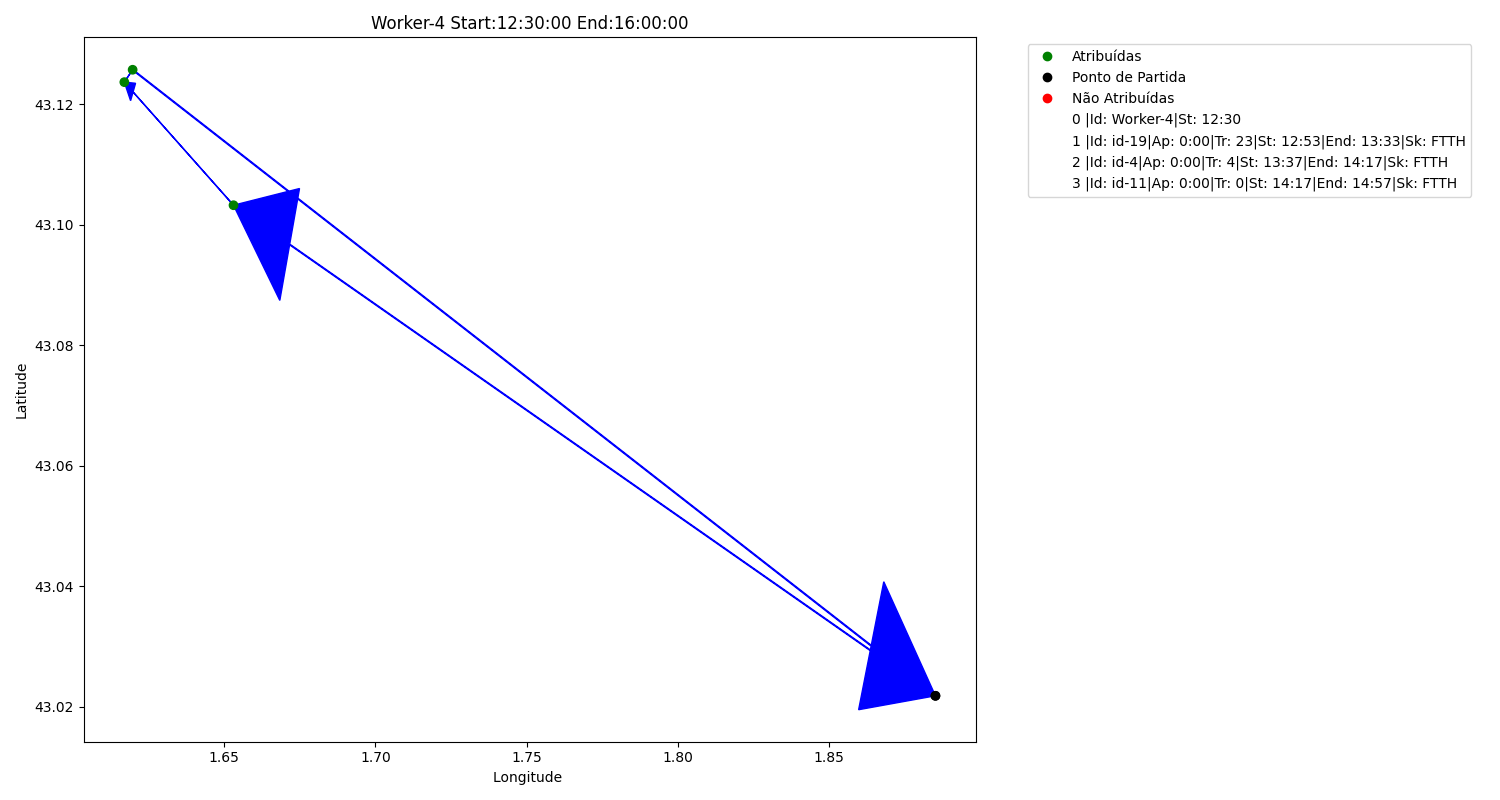 Worker-4 Start:12:30:00 End:16:00:00
Atribuídas
Ponto de Partida
Não Atribuídas
0 |Id: Worker-4|St: 12:30
1 |Id: id-19|Ap: 0:00|Tr: 23|St: 12:53|End: 13:33|Sk: FTTH
2 |Id: id-4|Ap: 0:00|Tr: 4|St: 13:37|End: 14:17|Sk: FTTH
3 |Id: id-11|Ap: 0:00|Tr: 0|St: 14:17|End: 14:57|Sk: FTTH
Latitude
43.12
43.10
43.08
43.06
43.04
43.02
1.65
1.70
1.75
1.80
1.85
Longitude